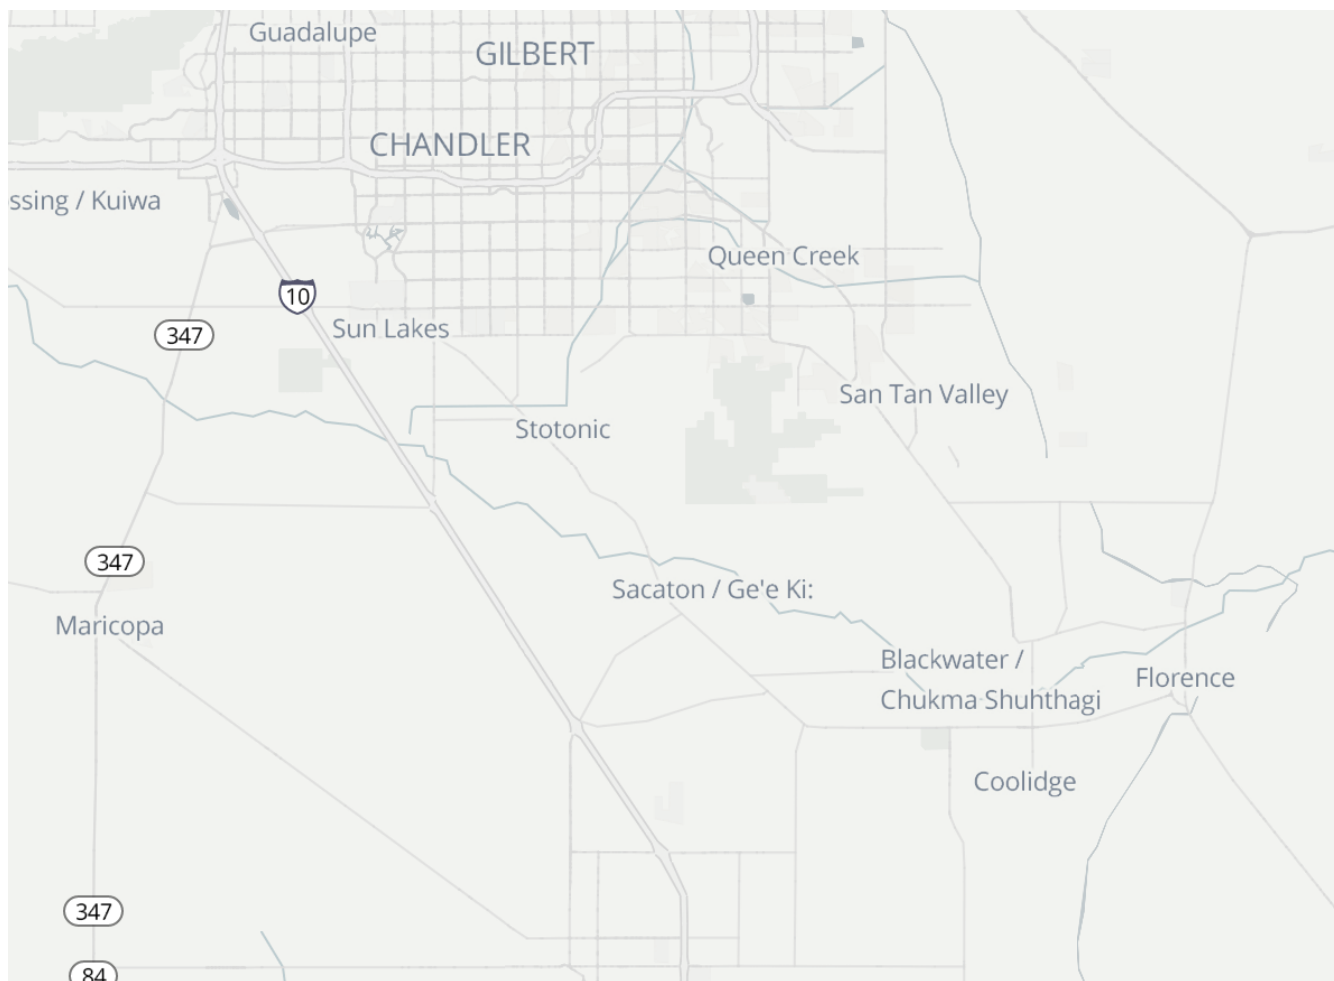 Guadalupe
GILBERT
CHANDLER
ssing / Kuiwa
Queen Creek
10
Sun Lakes
347
San Tan Valley
Stotonic
347
Sacaton / Ge'e Ki:
Maricopa
Blackwater /
Chukma Shuhthagi
Florence
Coolidge
347
84